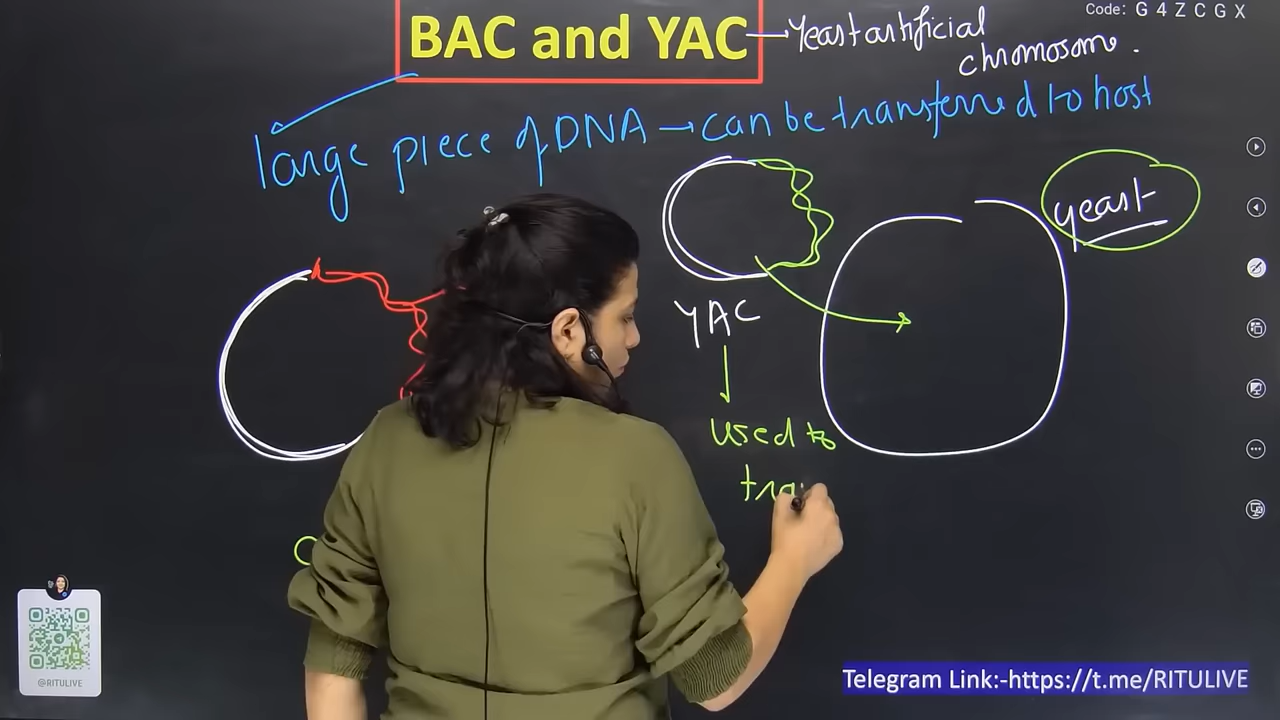 Code: G 4 Z C G X
BAC and YAC → Yeast artificial
chromosome.
large piece of DNA → can be transferred to host
yeast
YAC
used to
tra
@RITULIVE
Telegram Link:-https://t.me/RITULIVE